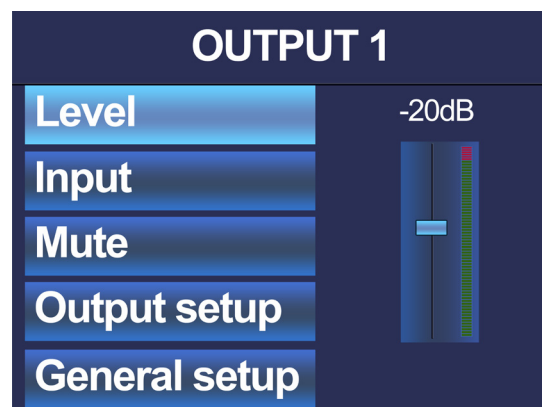 OUTPUT 1
Level
-20dB
Input
Mute
Output setup
General setup